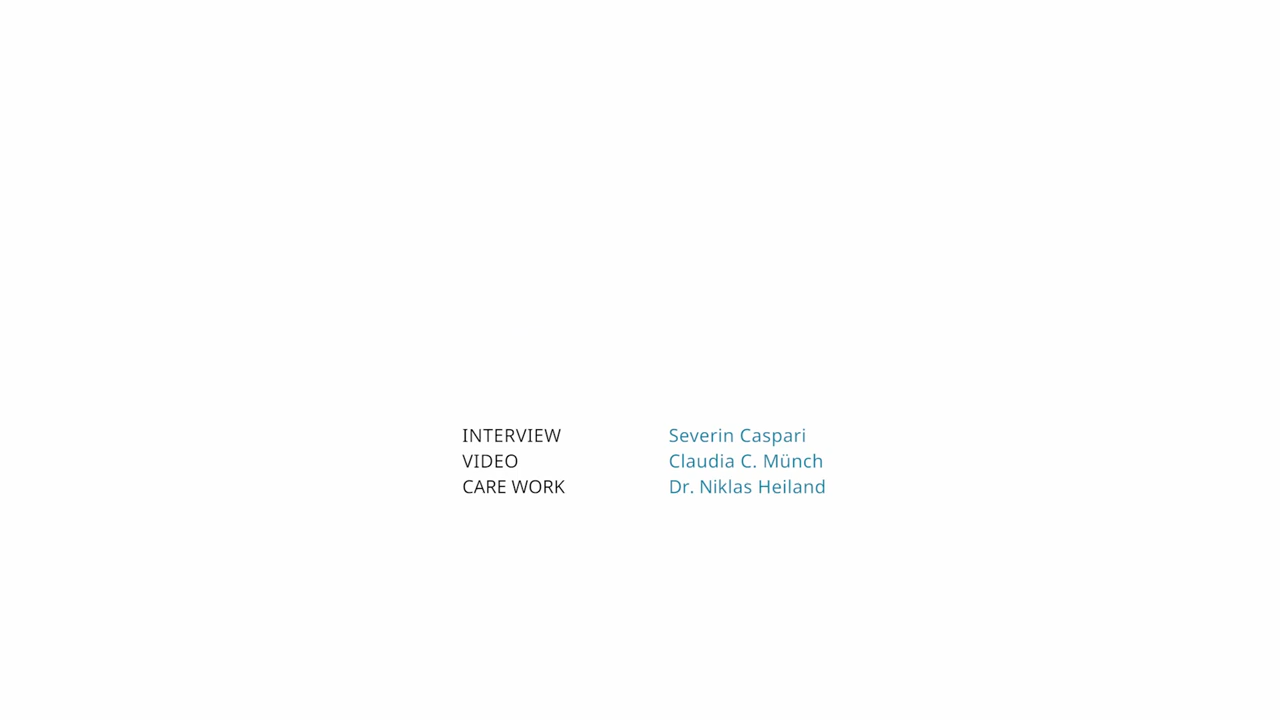 INTERVIEW Severin Caspari
VIDEO Claudia C. Münch
CARE WORK Dr. Niklas Heiland